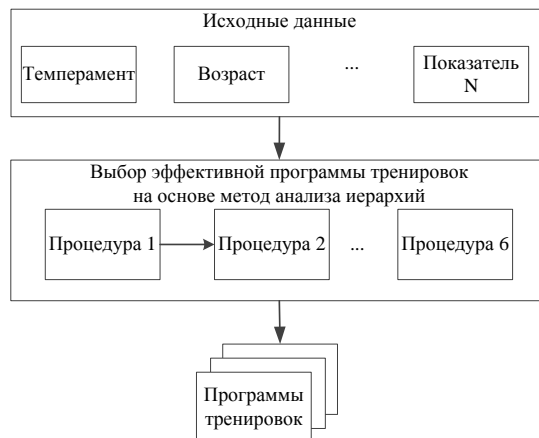 Исходные данные
Темперамент
Возраст
...
Показатель
N
Выбор эффективной программы тренировок
на основе метод анализа иерархий
Процедура 1
Процедура 2
...
Процедура 6
Программы
тренировок